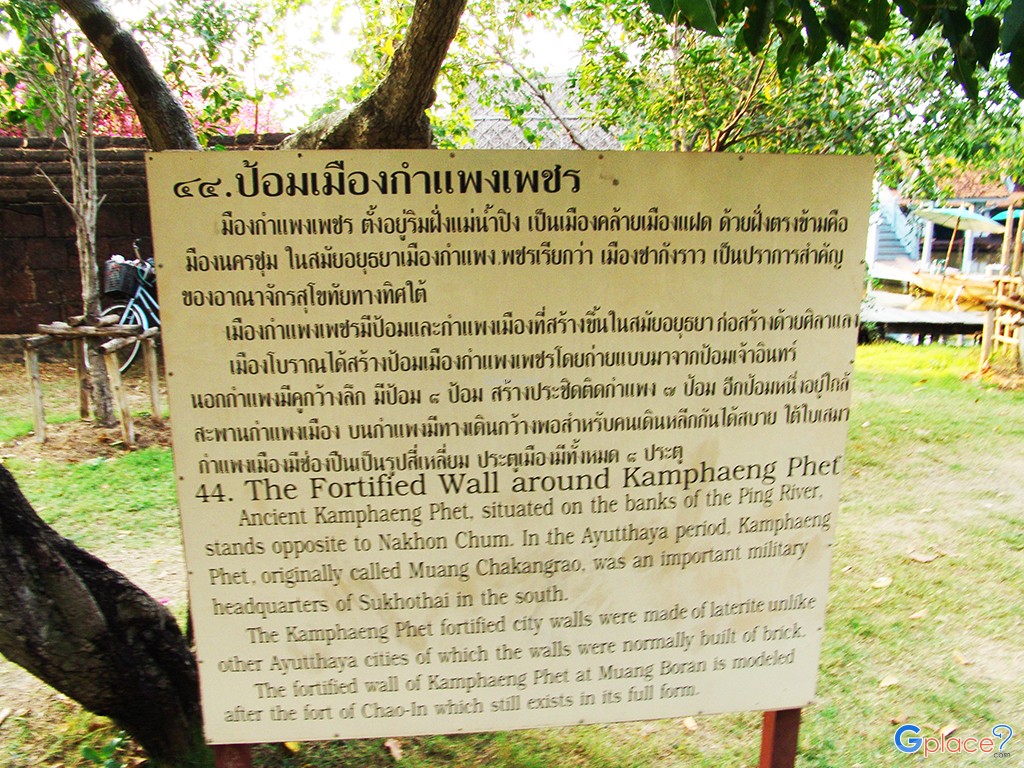 ๔๔.ป้อมเมืองกำแพงเพชร
มืองกำแพงเพชร ตั้งอยู่ริมฝั่งแม่น้ำปิง เป็นเมืองคล้ายเมืองแฝด ด้วยฝั่งตรงข้ามคือ
มืองนครชุม ในสมัยอยุธยาเมืองกำแพง.พชรเรียกว่า เมืองชากังราว เป็นปราการสำคัญ
ของอาณาจักรสุโขทัยทางทิศใต้
เมืองกำแพงเพชรมีป้อมและกำแพงเมืองที่สร้างขึ้นในสมัยอยุธยา ก่อสร้างด้วยศิลาแลง
เมืองโบราณได้สร้างป้อมเมืองกำแพงเพชรโดยถ่ายแบบมาจากป้อมเจ้าอินทร์
นอกกำแพงมีคูกว้างลึก มีป้อม ๘ ป้อม สร้างประชิดติดกำแพง ๗ ป้อม อีกป้อมหนึ่งอยู่ใกล้
สะพานกำแพงเมือง บนกำแพงมีทางเดินกว้างพอสำหรับคนเดินหลีกกันได้สบาย ใต้ใบเสมา
กำแพงเมืองมีช่องปืนเป็นรูปสี่เหลี่ยม ประตูเมืองมีทั้งหมด ๘ ประตู
44. The Fortified Wall around Kamphaeng Phet
Ancient Kamphaeng Phet, situated on the banks of the Ping River,
stands opposite to Nakhon Chum. In the Ayutthaya period, Kamphaeng
Phet, originally called Muang Chakangrao, was an important military
headquarters of Sukhothai in the south.
The Kamphaeng Phet fortified city walls were made of laterite unlike
other Ayutthaya cities of which the walls were normally built of brick.
The fortified wall of Kamphaeng Phet at Muang Boran is modeled
after the fort of Chao-In which still exists in its full form.
Gplace?.com